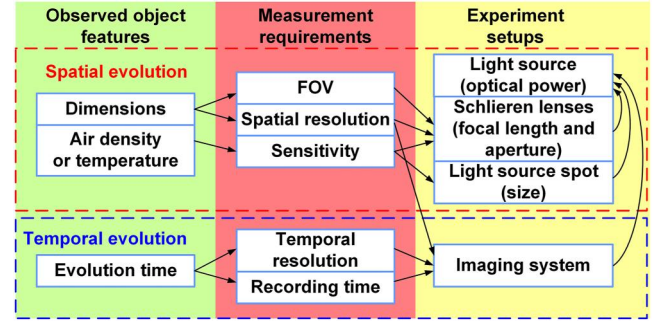 Observed object
features
Measurement
requirements
Experiment
setups
Spatial evolution
Dimensions
Air density
or temperature
FOV
Spatial resolution
Sensitivity
Light source
(optical power)
Schlieren lenses
(focal length and
aperture)
Light source spot
(size)
Temporal evolution
Evolution time
Temporal
resolution
Recording time
Imaging system